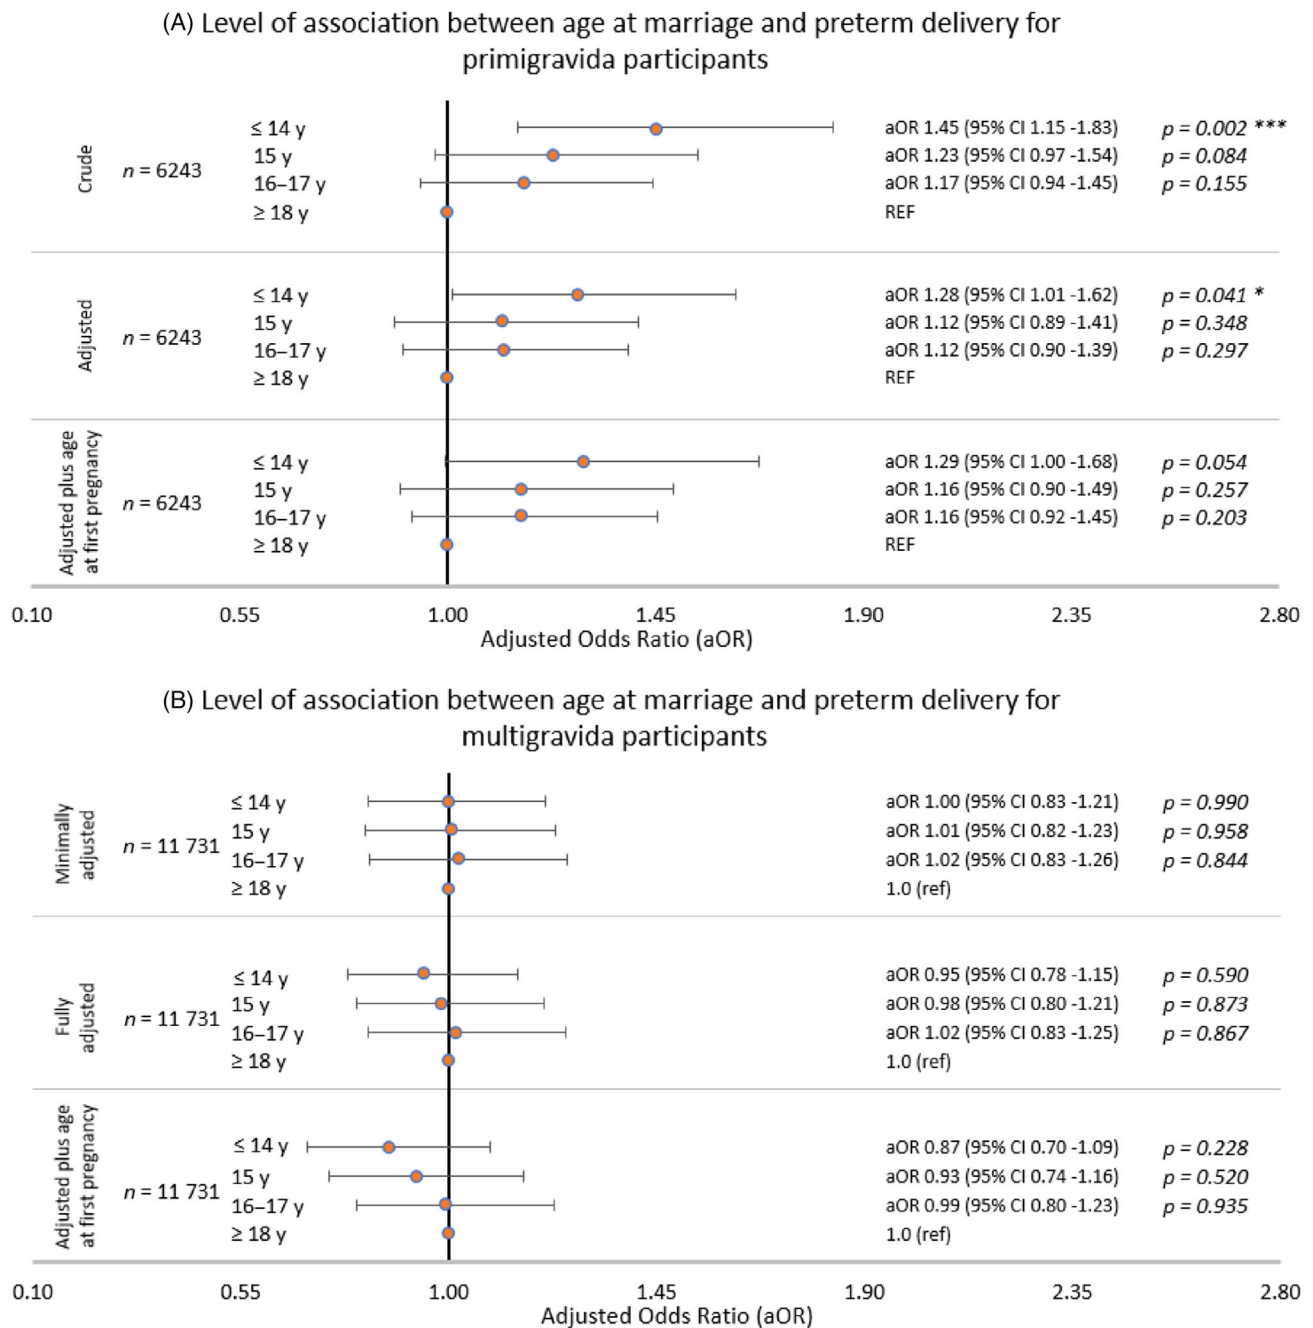 (A) Level of association between age at marriage and preterm delivery for
primigravida participants
Crude
n = 6243
≤ 14 y aOR 1.45 (95% CI 1.15 -1.83) p = 0.002 ***
15 y aOR 1.23 (95% CI 0.97 -1.54) p = 0.084
16–17 y aOR 1.17 (95% CI 0.94 -1.45) p = 0.155
≥ 18 y REF
Adjusted
n = 6243
≤ 14 y aOR 1.28 (95% CI 1.01 -1.62) p = 0.041 *
15 y aOR 1.12 (95% CI 0.89 -1.41) p = 0.348
16–17 y aOR 1.12 (95% CI 0.90 -1.39) p = 0.297
≥ 18 y REF
Adjusted plus age
at first pregnancy
n = 6243
≤ 14 y aOR 1.29 (95% CI 1.00 -1.68) p = 0.054
15 y aOR 1.16 (95% CI 0.90 -1.49) p = 0.257
16–17 y aOR 1.16 (95% CI 0.92 -1.45) p = 0.203
≥ 18 y REF
0.10 0.55 1.00 1.45 1.90 2.35 2.80
Adjusted Odds Ratio (aOR)
(B) Level of association between age at marriage and preterm delivery for
multigravida participants
Minimally
adjusted
n = 11 731
≤ 14 y aOR 1.00 (95% CI 0.83 -1.21) p = 0.990
15 y aOR 1.01 (95% CI 0.82 -1.23) p = 0.958
16–17 y aOR 1.02 (95% CI 0.83 -1.26) p = 0.844
≥ 18 y 1.0 (ref)
Fully
adjusted
n = 11 731
≤ 14 y aOR 0.95 (95% CI 0.78 -1.15) p = 0.590
15 y aOR 0.98 (95% CI 0.80 -1.21) p = 0.873
16–17 y aOR 1.02 (95% CI 0.83 -1.25) p = 0.867
≥ 18 y 1.0 (ref)
Adjusted plus age
at first pregnancy
n = 11 731
≤ 14 y aOR 0.87 (95% CI 0.70 -1.09) p = 0.228
15 y aOR 0.93 (95% CI 0.74 -1.16) p = 0.520
16–17 y aOR 0.99 (95% CI 0.80 -1.23) p = 0.935
≥ 18 y 1.0 (ref)
0.10 0.55 1.00 1.45 1.90 2.35 2.80
Adjusted Odds Ratio (aOR)